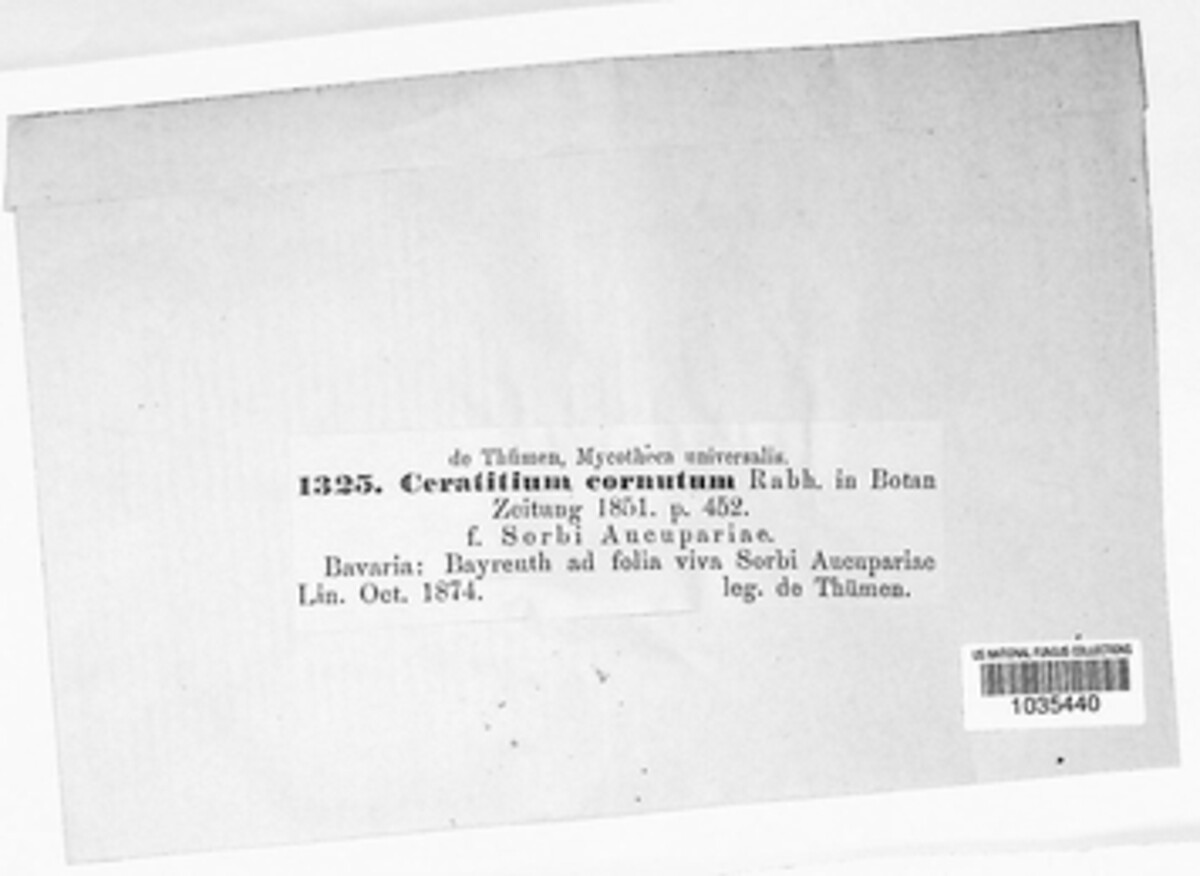 de Thümen, Mycotheca universalis.
1325. Ceratitium cornutum Rabh. in Botan
Zeitung 1851. p. 452.
f. Sorbi Aucupariae.
Bavaria: Bayreuth ad folia viva Sorbi Aucupariae
Lin. Oct. 1874. leg. de Thümen.
US NATIONAL FUNGUS COLLECTIONS
1035440